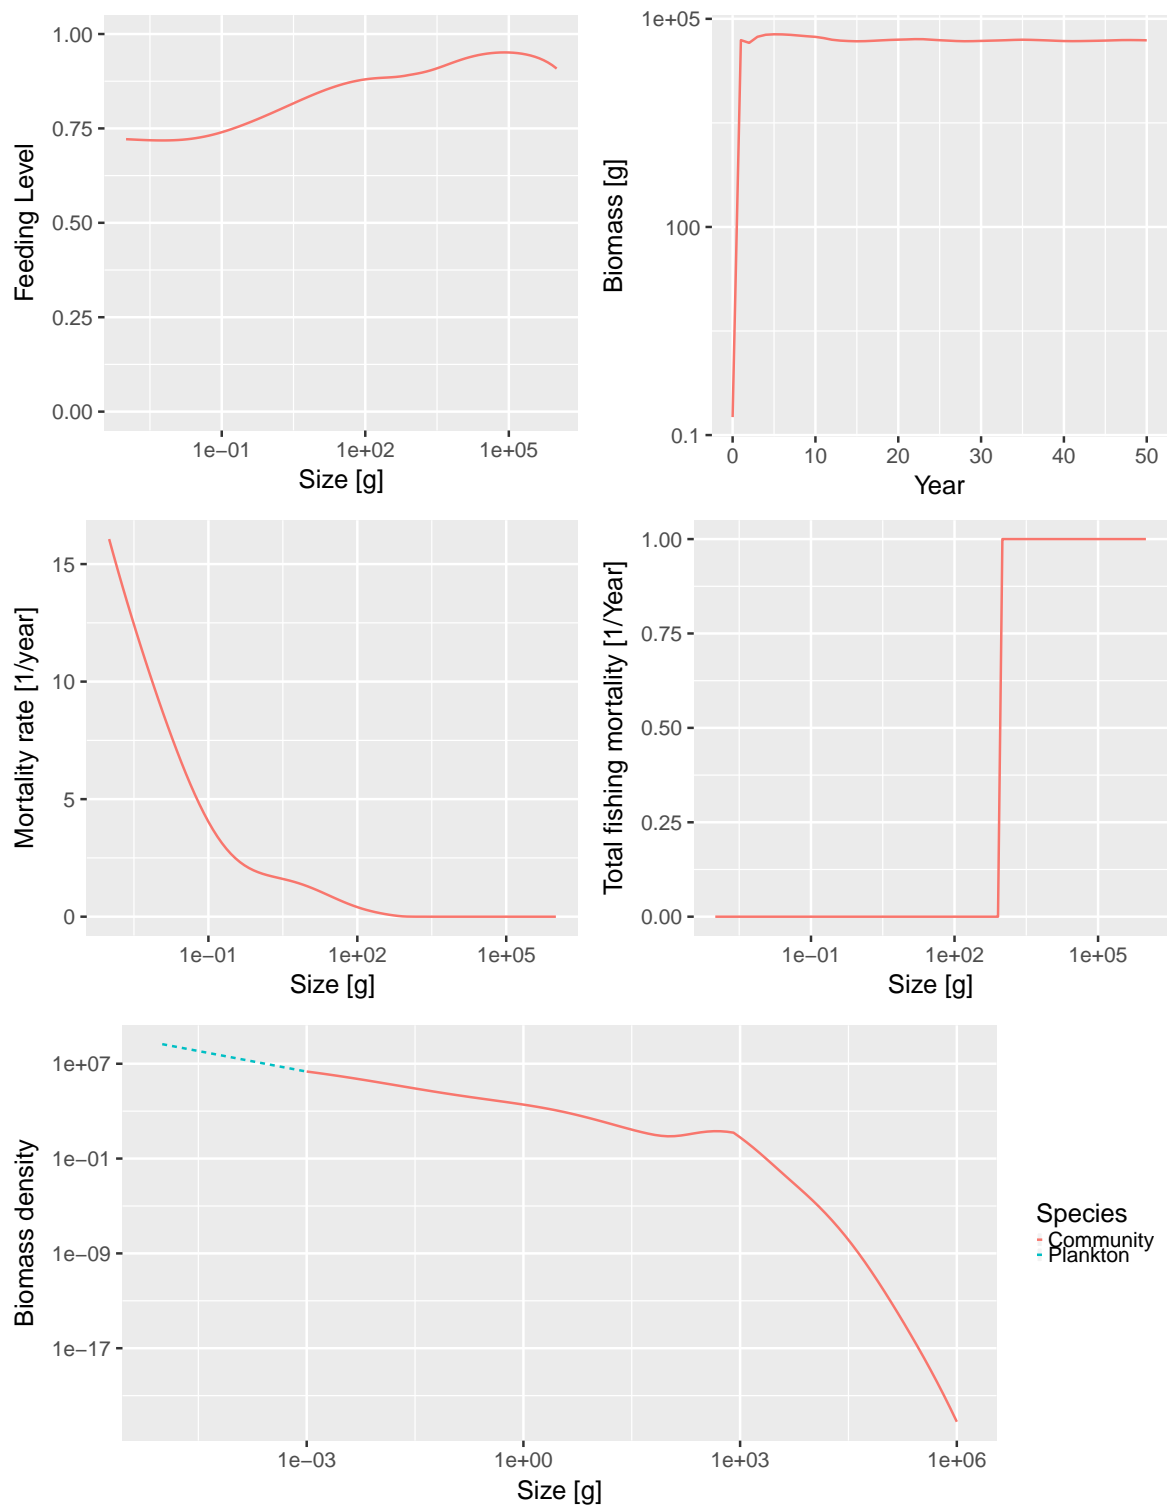 Feeding Level
1.00
0.75
0.50
0.25
0.00
1e−01 1e+02 1e+05
Size [g]
Biomass [g]
1e+05
100
0.1
0 10 20 30 40 50
Year
Mortality rate [1/year]
15
10
5
0
1e−01 1e+02 1e+05
Size [g]
Total fishing mortality [1/Year]
1.00
0.75
0.50
0.25
0.00
1e−01 1e+02 1e+05
Size [g]
Biomass density
1e+07
1e−01
1e−09
1e−17
1e−03 1e+00 1e+03 1e+06
Size [g]
Species
Community
Plankton